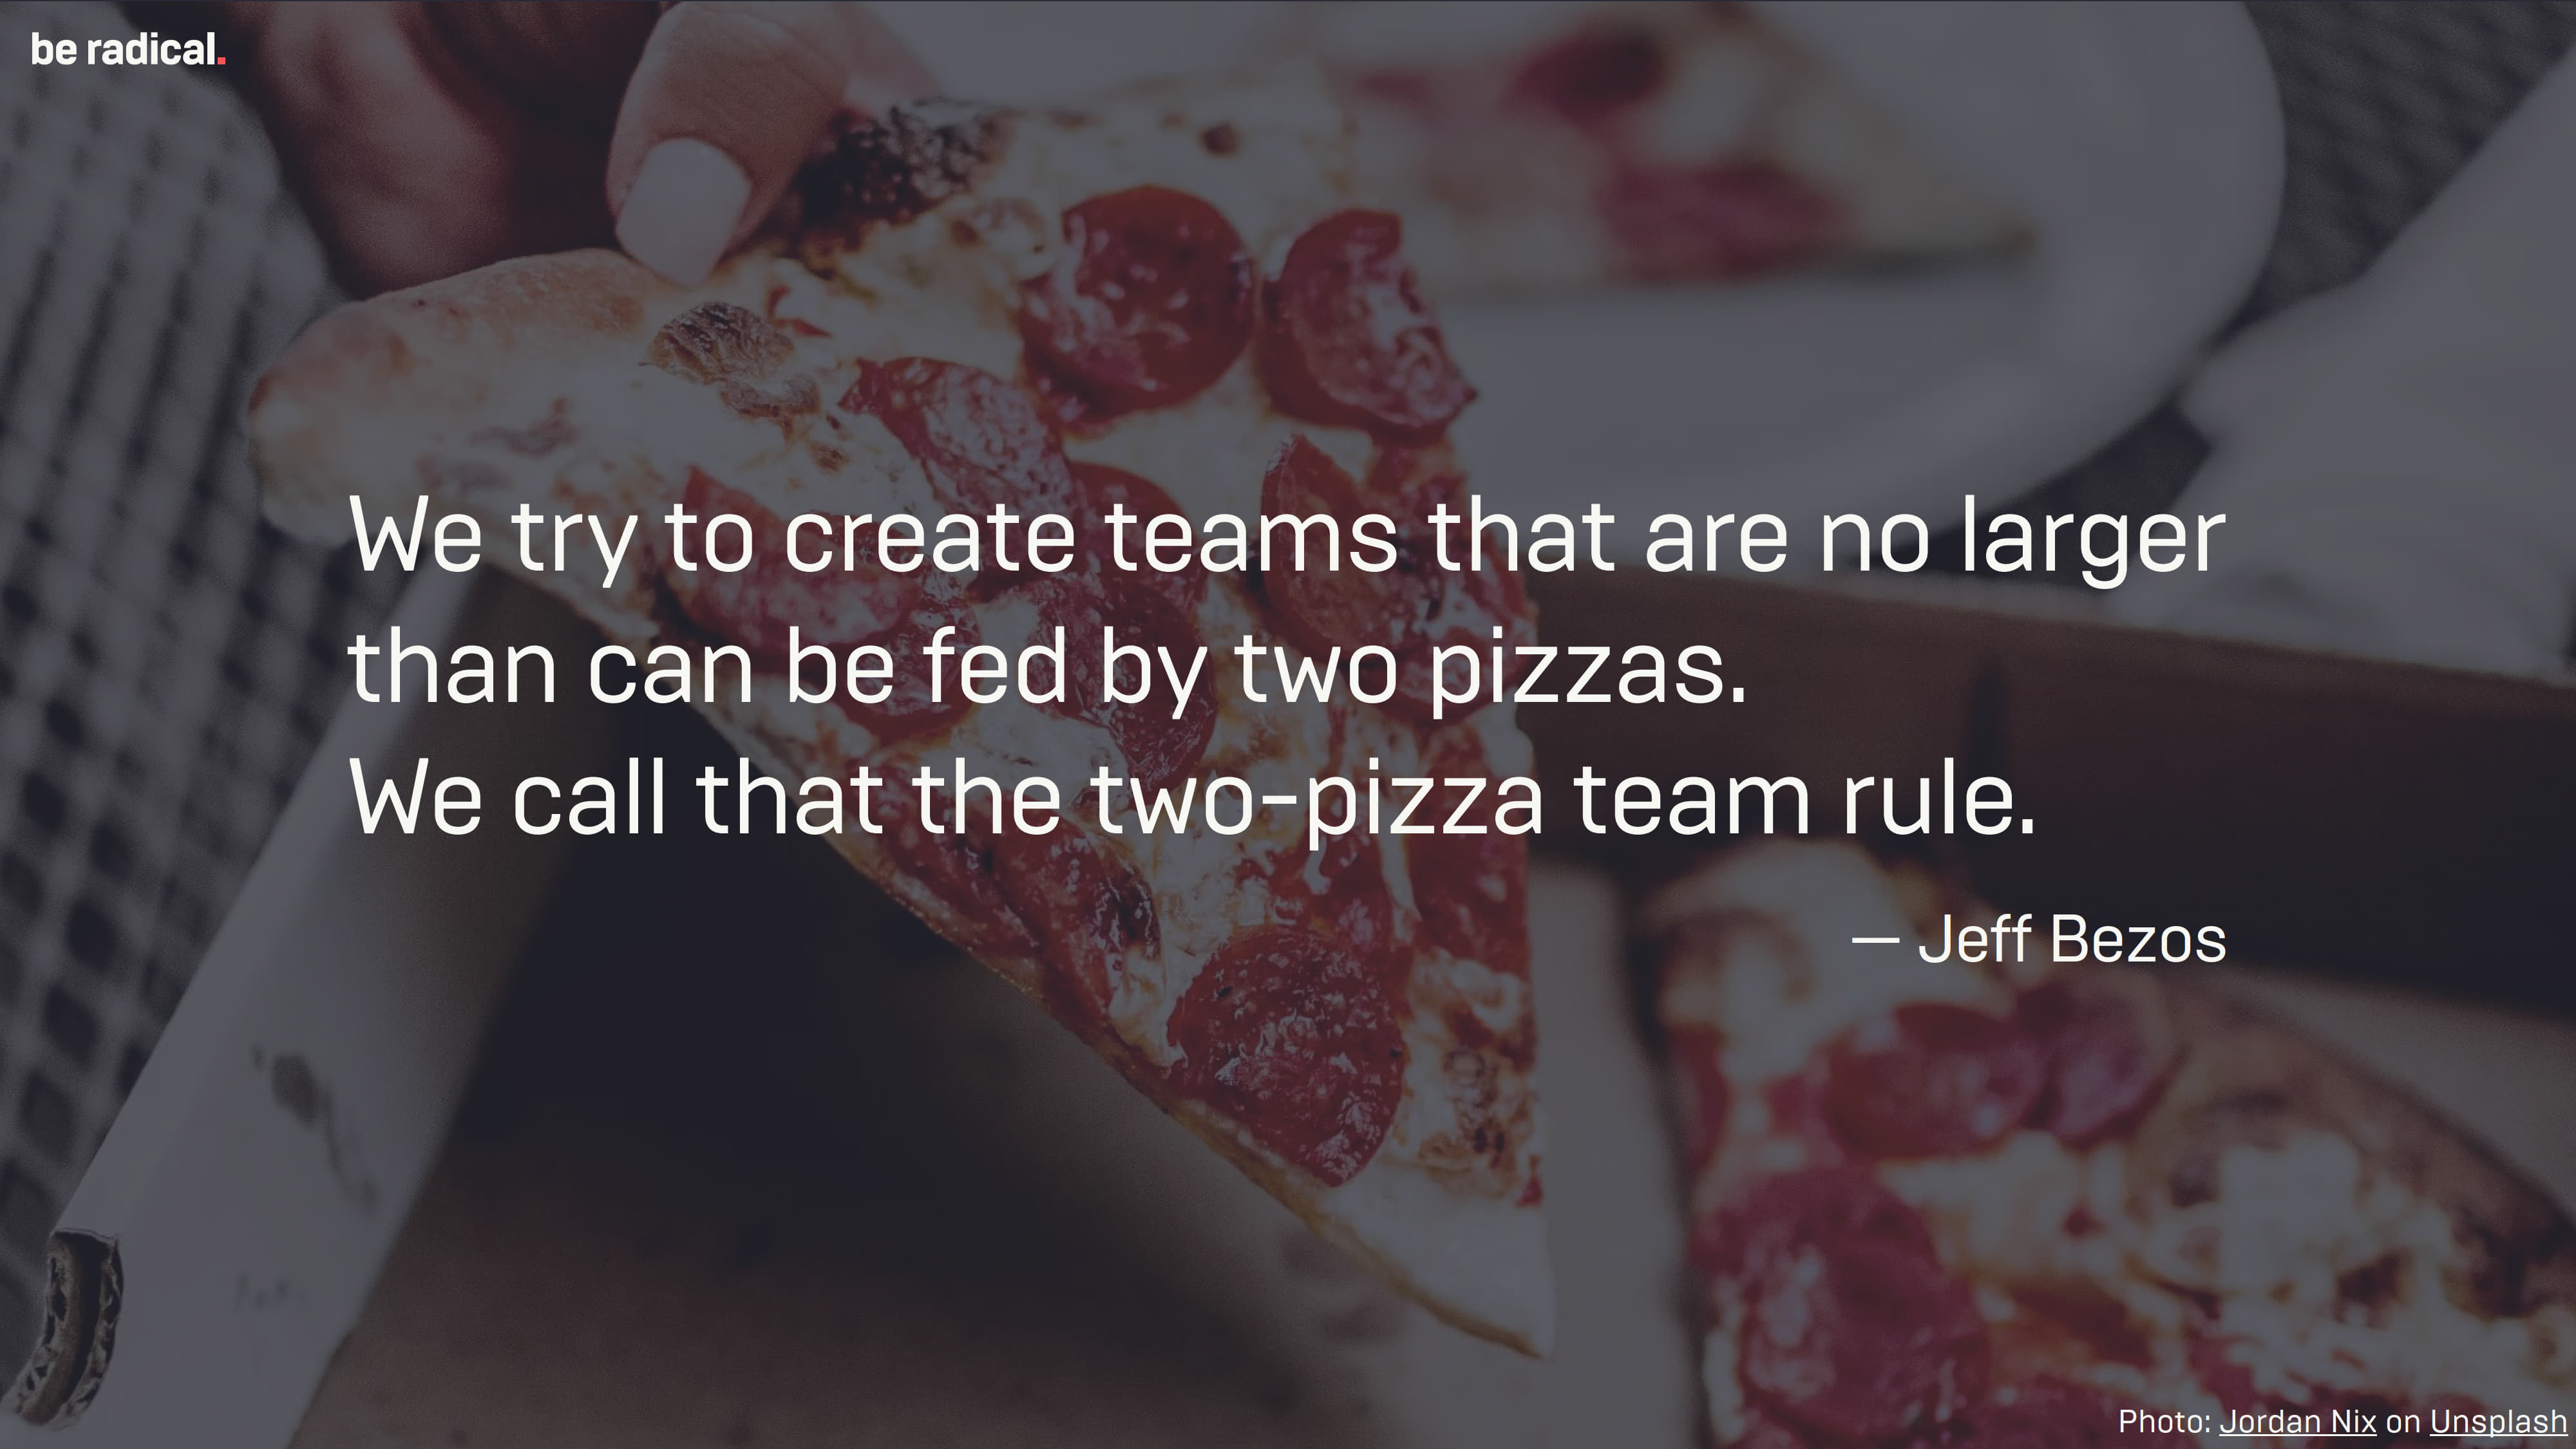 be radical.
We try to create teams that are no larger
than can be fed by two pizzas.
We call that the two-pizza team rule.
— Jeff Bezos
Photo: Jordan Nix on Unsplash